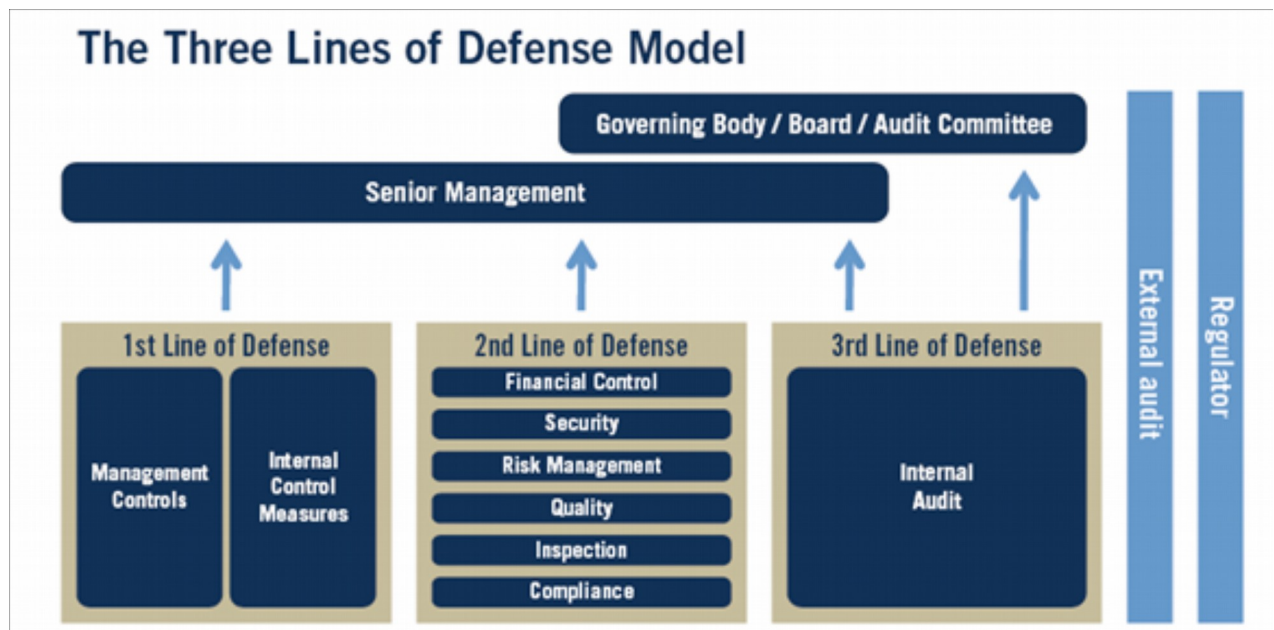 The Three Lines of Defense Model
Governing Body / Board / Audit Committee
Senior Management
1st Line of Defense
Management
Controls
Internal
Control
Measures
2nd Line of Defense
Financial Control
Security
Risk Management
Quality
Inspection
Compliance
3rd Line of Defense
Internal
Audit
External audit
Regulator